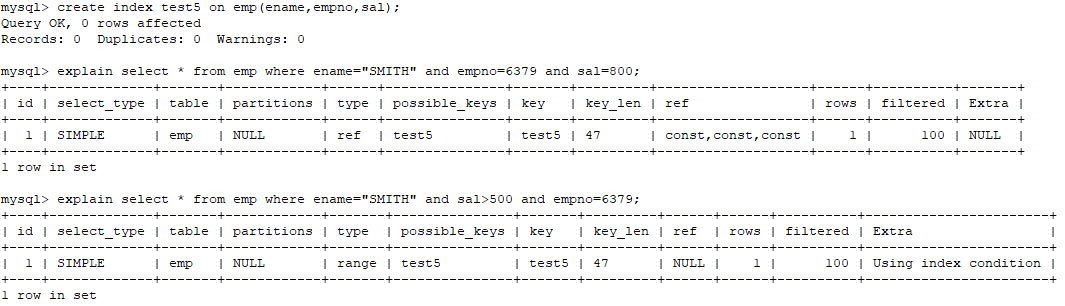 mysql> create index test5 on emp(ename,empno,sal);
Query OK, 0 rows affected
Records: 0  Duplicates: 0  Warnings: 0

mysql> explain select * from emp where ename="SMITH" and empno=6379 and sal=800;
+----+-------------+-------+------------+------+---------------+-------+---------+-------------------+------+----------+-------+
| id | select_type | table | partitions | type | possible_keys | key   | key_len | ref               | rows | filtered | Extra |
+----+-------------+-------+------------+------+---------------+-------+---------+-------------------+------+----------+-------+
|  1 | SIMPLE      | emp   | NULL       | ref  | test5         | test5 | 47      | const,const,const |    1 |      100 | NULL  |
+----+-------------+-------+------------+------+---------------+-------+---------+-------------------+------+----------+-------+
1 row in set

mysql> explain select * from emp where ename="SMITH" and sal>500 and empno=6379;
+----+-------------+-------+------------+-------+---------------+-------+---------+------+------+----------+-----------------------+
| id | select_type | table | partitions | type  | possible_keys | key   | key_len | ref  | rows | filtered | Extra                 |
+----+-------------+-------+------------+-------+---------------+-------+---------+------+------+----------+-----------------------+
|  1 | SIMPLE      | emp   | NULL       | range | test5         | test5 | 47      | NULL |    1 |      100 | Using index condition |
+----+-------------+-------+------------+-------+---------------+-------+---------+------+------+----------+-----------------------+
1 row in set